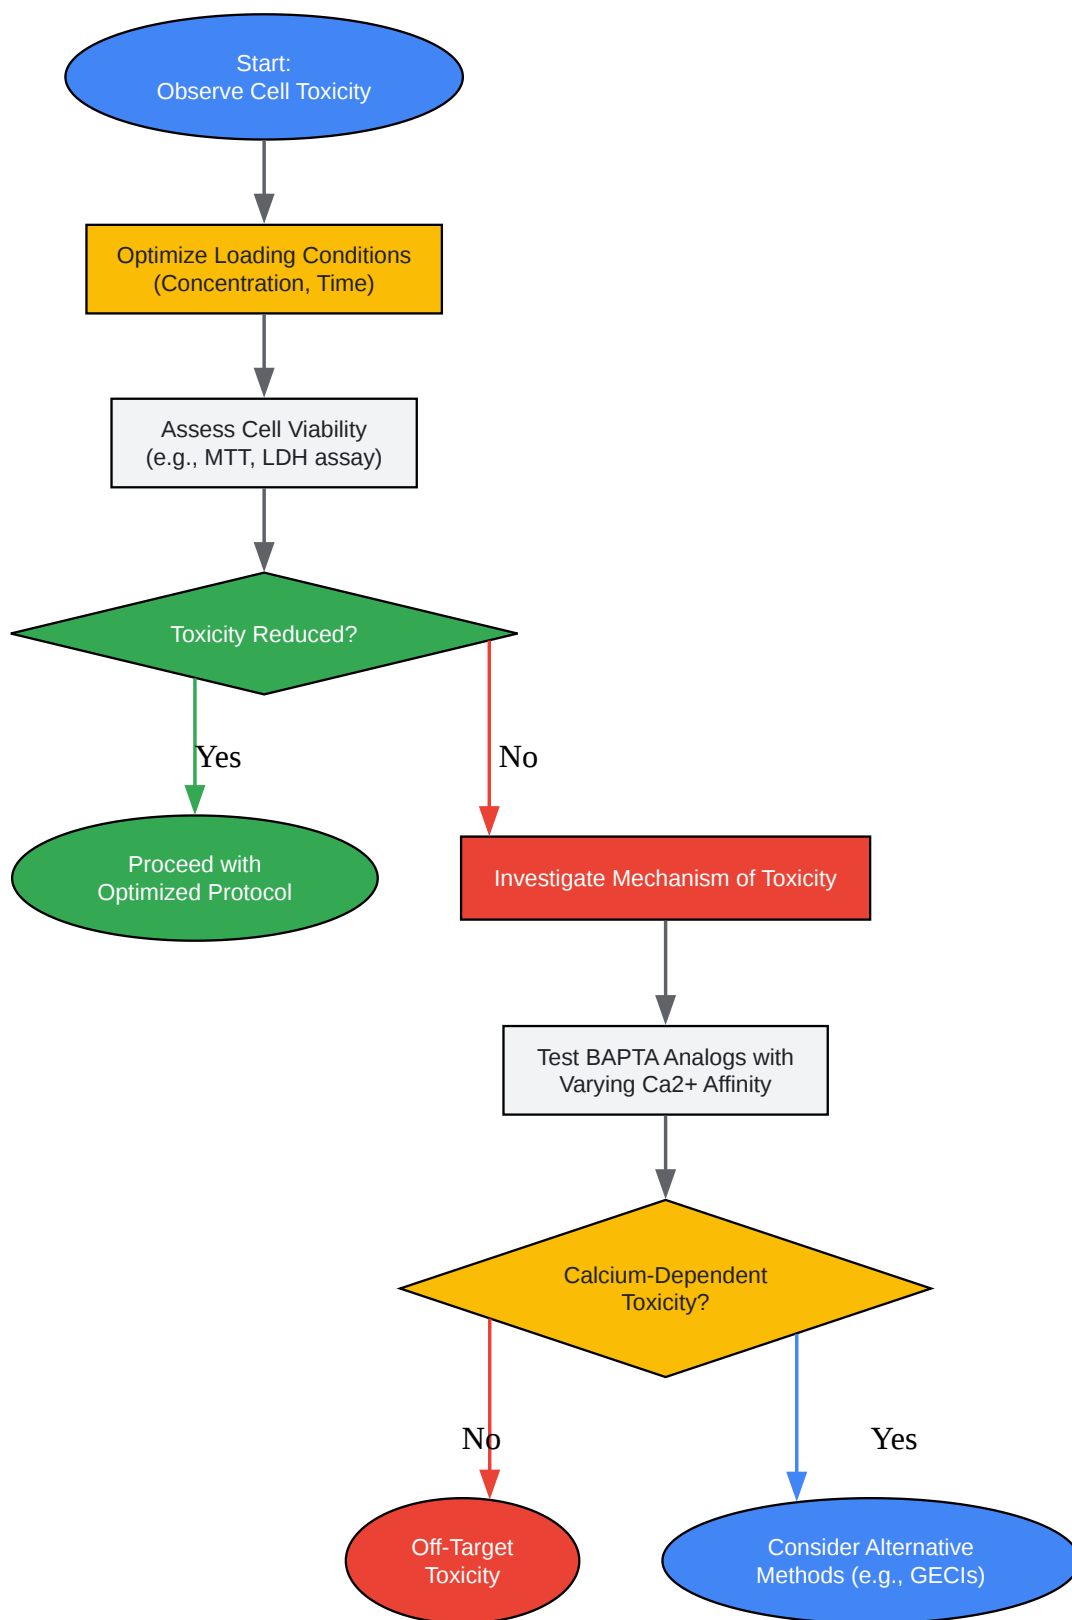 Start:
Observe Cell Toxicity
Optimize Loading Conditions
(Concentration, Time)
Assess Cell Viability
(e.g., MTT, LDH assay)
Toxicity Reduced?
Yes
No
Proceed with
Optimized Protocol
Investigate Mechanism of Toxicity
Test BAPTA Analogs with
Varying Ca2+ Affinity
Calcium-Dependent
Toxicity?
No
Yes
Off-Target
Toxicity
Consider Alternative
Methods (e.g., GECIs)